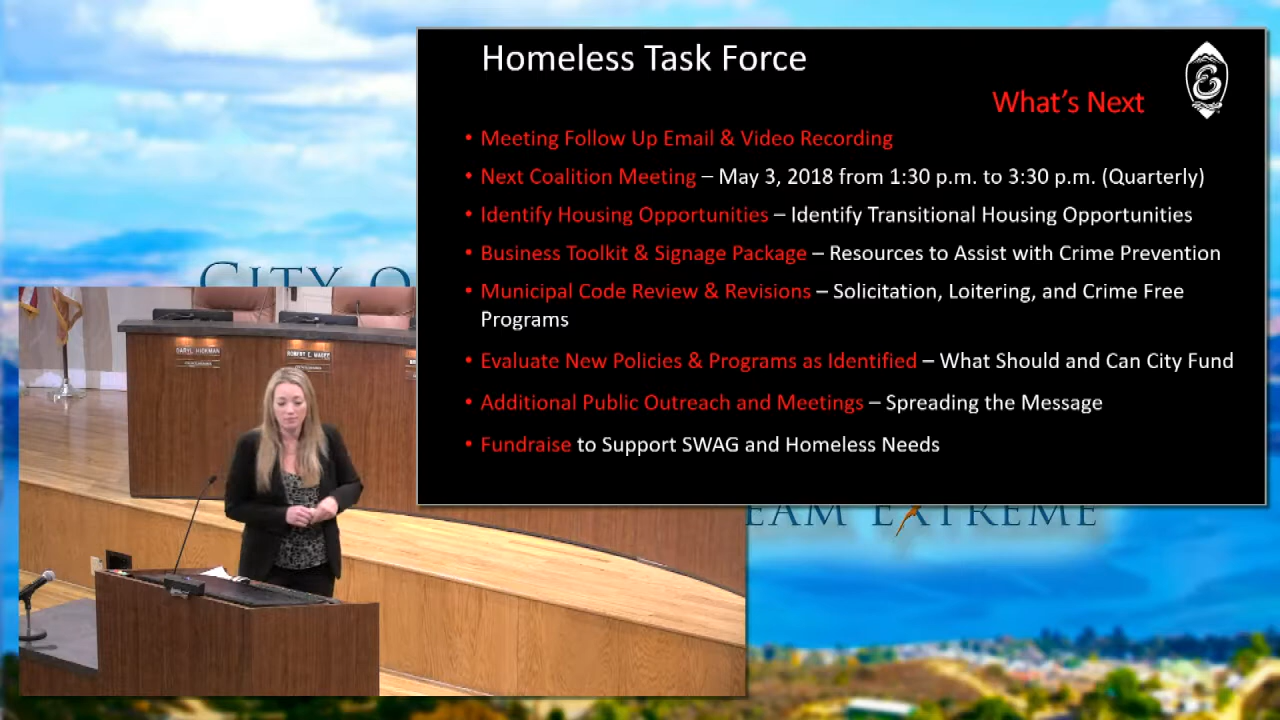 Homeless Task Force
What's Next
• Meeting Follow Up Email & Video Recording
• Next Coalition Meeting – May 3, 2018 from 1:30 p.m. to 3:30 p.m. (Quarterly)
• Identify Housing Opportunities – Identify Transitional Housing Opportunities
• Business Toolkit & Signage Package – Resources to Assist with Crime Prevention
• Municipal Code Review & Revisions – Solicitation, Loitering, and Crime Free
Programs
• Evaluate New Policies & Programs as Identified – What Should and Can City Fund
• Additional Public Outreach and Meetings – Spreading the Message
• Fundraise to Support SWAG and Homeless Needs
CITY O
DARYL HICKMAN
ROBERT E. MAGEE
EAM EXTREME